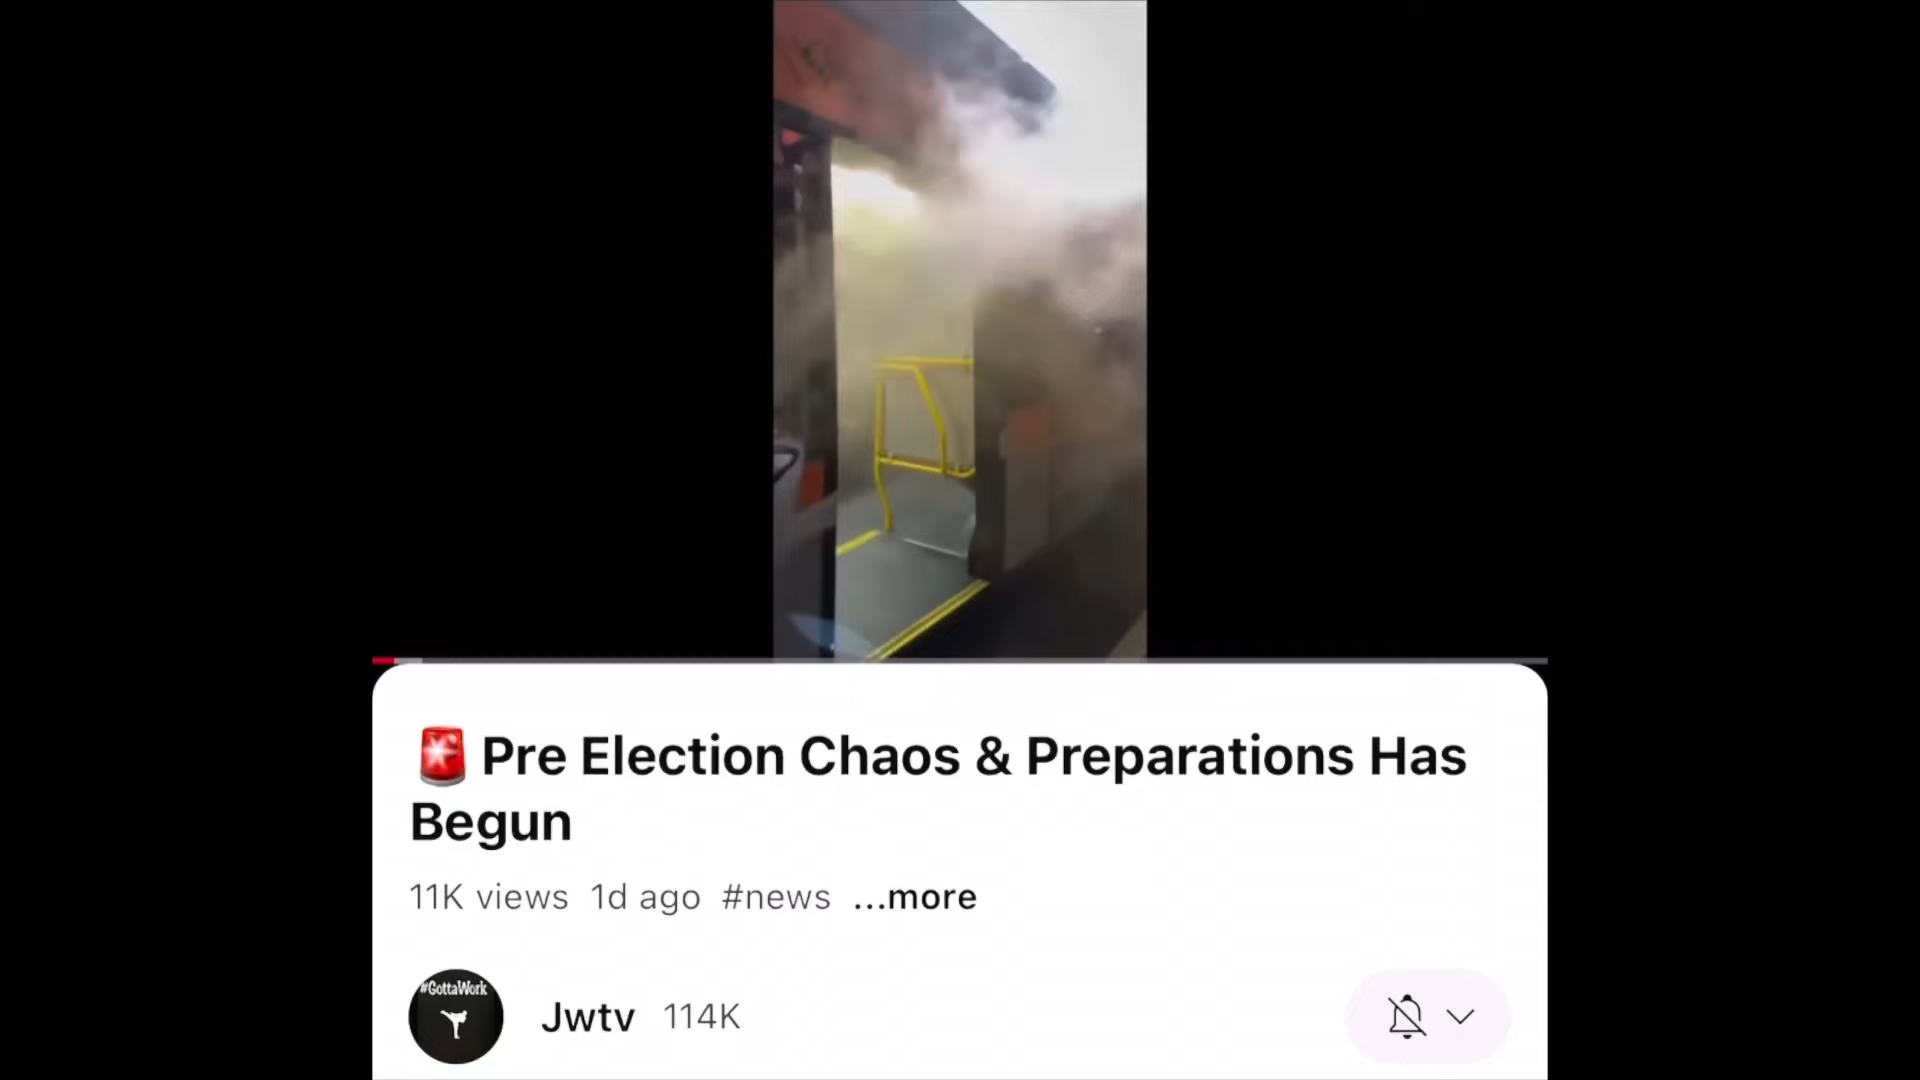 🚨 Pre Election Chaos & Preparations Has
Begun
11K views 1d ago #news ...more
#GottaWork
Jwtv 114K